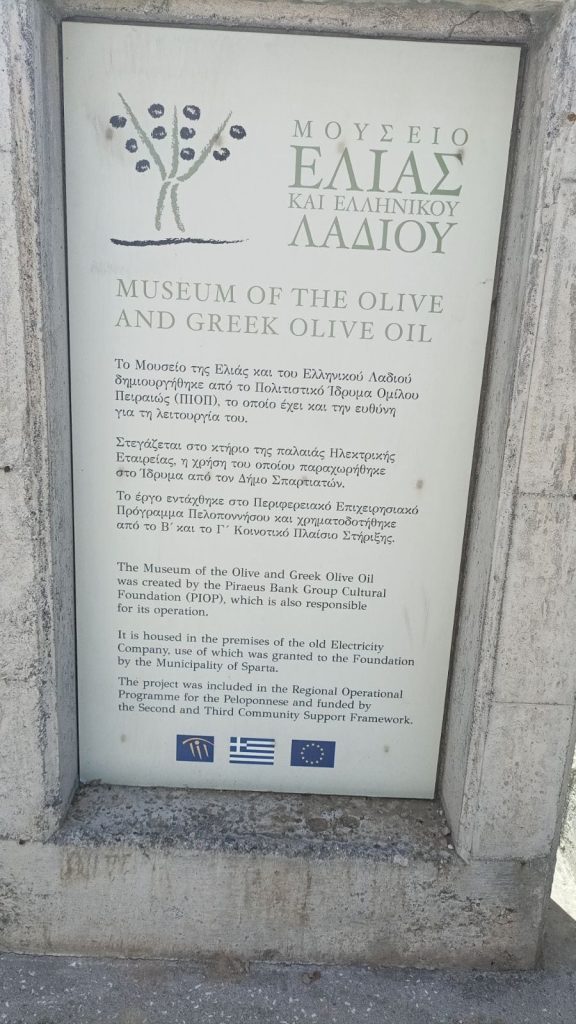 ΜΟΥΣΕΙΟ
ΕΛΙΑΣ
ΚΑΙ ΕΛΛΗΝΙΚΟΥ
ΛΑΔΙΟΥ
MUSEUM OF THE OLIVE
AND GREEK OLIVE OIL
Το Μουσείο της Ελιάς και του Ελληνικού Λαδιού
δημιουργήθηκε από το Πολιτιστικό Ίδρυμα Ομίλου
Πειραιώς (ΠΙΟΠ), το οποίο έχει και την ευθύνη
για τη λειτουργία του.
Στεγάζεται στο κτήριο της παλαιάς Ηλεκτρικής
Εταιρείας, η χρήση του οποίου παραχωρήθηκε
στο Ίδρυμα από τον Δήμο Σπαρτιατών.
Το έργο εντάχθηκε στο Περιφερειακό Επιχειρησιακό
Πρόγραμμα Πελοποννήσου και χρηματοδοτήθηκε
από το Β΄ και το Γ΄ Κοινοτικό Πλαίσιο Στήριξης.
The Museum of the Olive and Greek Olive Oil
was created by the Piraeus Bank Group Cultural
Foundation (PIOP), which is also responsible
for its operation.
It is housed in the premises of the old Electricity
Company, use of which was granted to the Foundation
by the Municipality of Sparta.
The project was included in the Regional Operational
Programme for the Peloponnese and funded by
the Second and Third Community Support Framework.